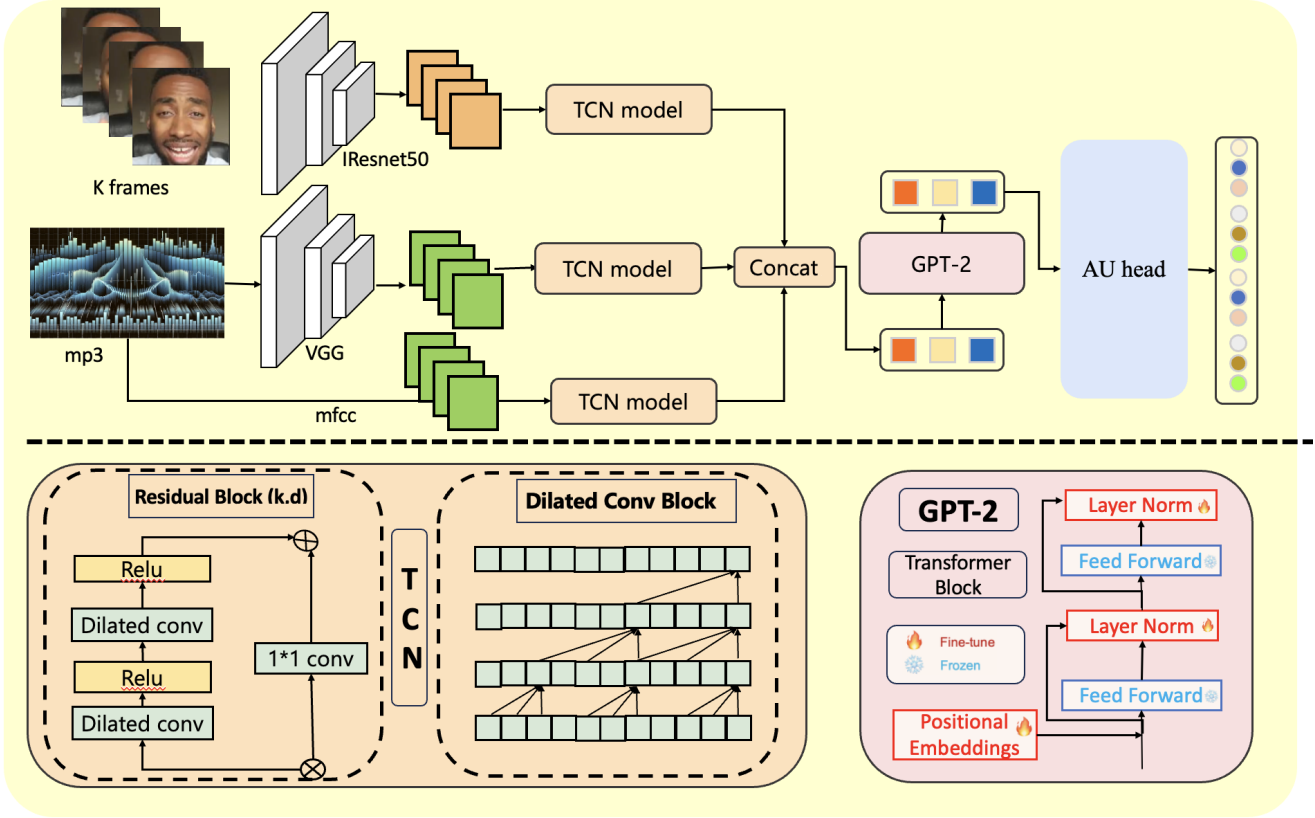 K frames
IResnet50
TCN model
mp3
VGG
TCN model
Concat
mfcc
TCN model
GPT-2
AU head
Residual Block (k.d)
Relu
Dilated conv
Relu
Dilated conv
1*1 conv
T
C
N
Dilated Conv Block
GPT-2
Transformer
Block
Fine-tune
Frozen
Layer Norm
Feed Forward
Layer Norm
Feed Forward
Positional
Embeddings